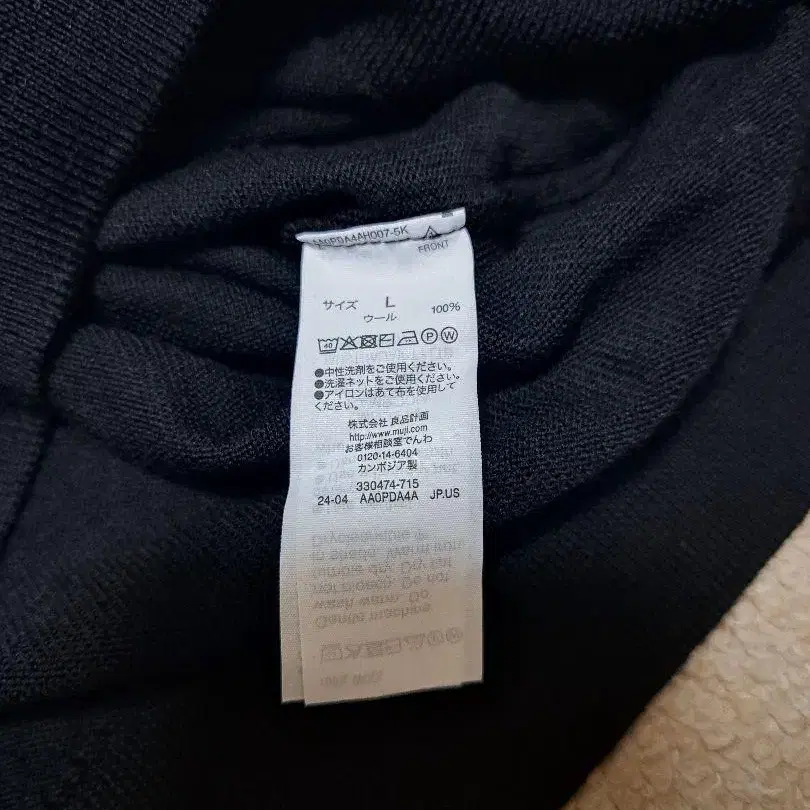 AA0PDA4AH007-5K
FRONT
サイズ L
ウール 100%
40 P W
●中性洗剤をご使用ください。
●洗濯ネットをご使用ください。
●アイロンはあて布を使用して
ください。
株式会社 良品計画
http://www.muji.com
お客様相談室でんわ
0120-14-6404
カンボジア製
330474-715
24-04 AA0PDA4A JP.US